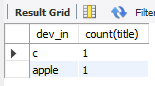 Result Grid Filter
dev_in count(title)
c 1
apple 1